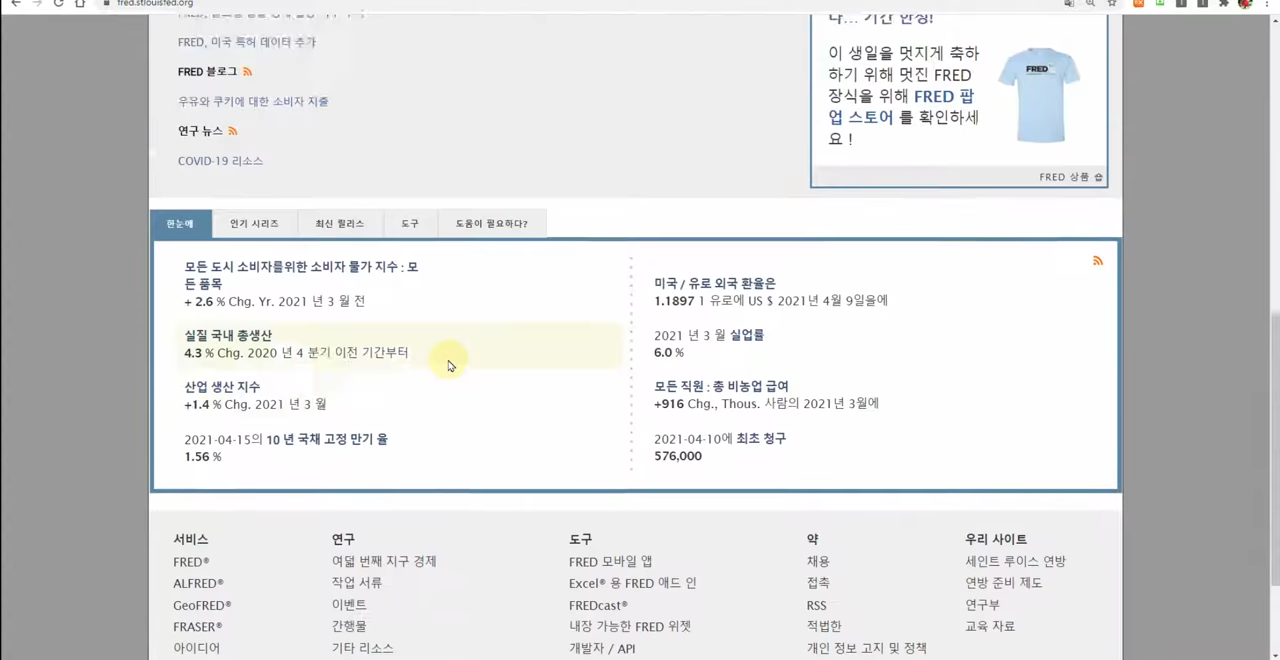 fred.stlouisfed.org
FRED, 미국 특허 데이터 추가
FRED 블로그
우유와 쿠키에 대한 소비자 지출
연구 뉴스
COVID-19 리소스
다... 기간 한정!
이 생일을 멋지게 축하
하기 위해 멋진 FRED
장식을 위해 FRED 팝
업 스토어 를 확인하세
요 !
FRED
FRED 상품
한눈에
인기 시리즈
최신 릴리스
도구
도움이 필요하다?
모든 도시 소비자를위한 소비자 물가 지수 : 모
든 품목
+ 2.6 % Chg. Yr. 2021 년 3 월 전
실질 국내 총생산
4.3 % Chg. 2020 년 4 분기 이전 기간부터
산업 생산 지수
+1.4 % Chg. 2021 년 3 월
2021-04-15의 10 년 국채 고정 만기 율
1.56 %
미국 / 유로 외국 환율은
1.1897 1 유로에 US $ 2021년 4월 9일을에
2021 년 3 월 실업률
6.0 %
모든 직원 : 총 비농업 급여
+916 Chg., Thous. 사람의 2021년 3월에
2021-04-10에 최초 청구
576,000
서비스
FRED®
ALFRED®
GeoFRED®
FRASER®
아이디어
연구
여덟 번째 지구 경제
작업 서류
이벤트
간행물
기타 리소스
도구
FRED 모바일 앱
Excel® 용 FRED 애드 인
FREDcast®
내장 가능한 FRED 위젯
개발자 / API
약
채용
접촉
RSS
적법한
개인 정보 고지 및 정책
우리 사이트
세인트 루이스 연방
연방 준비 제도
연구부
교육 자료